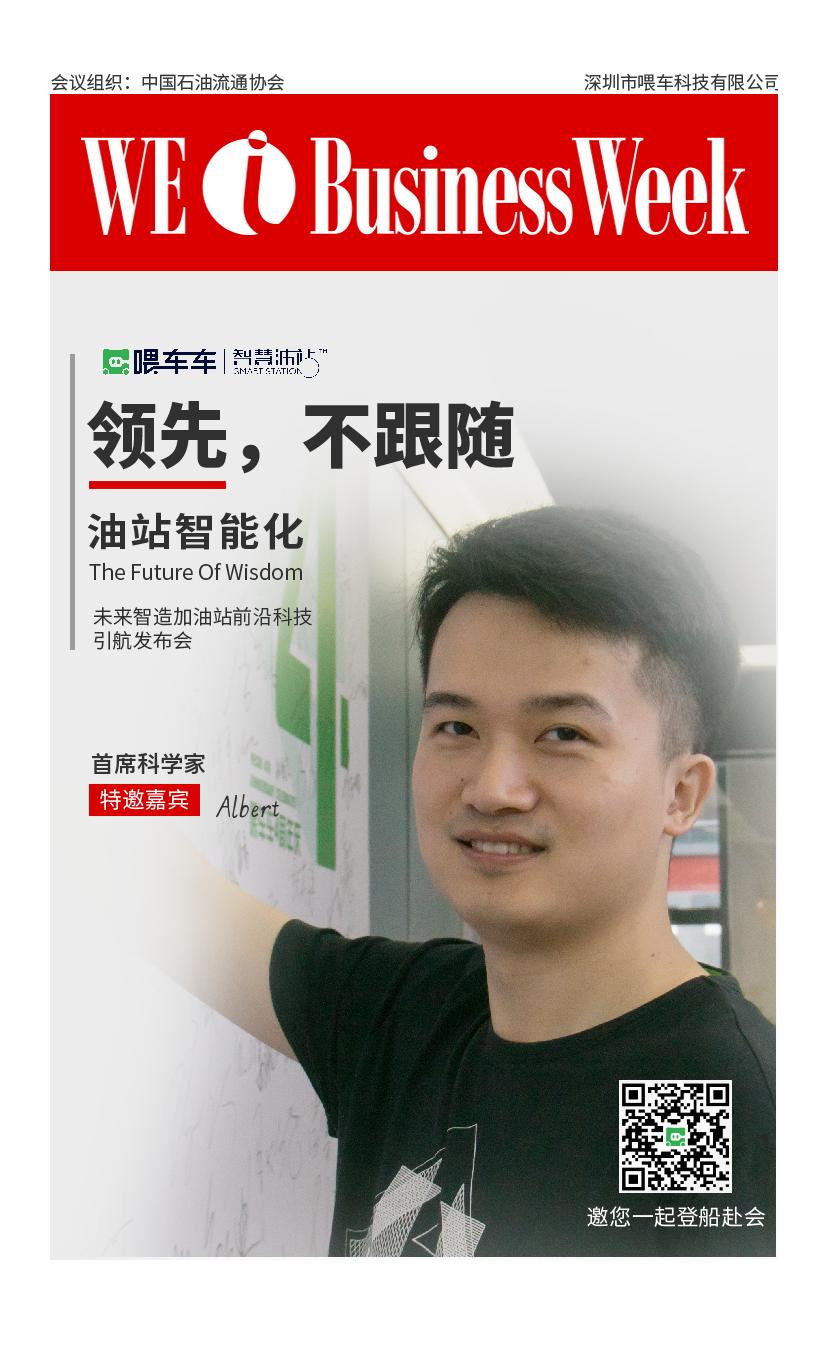 会议组织：中国石油流通协会
深圳市喂车科技有限公司
WE i BusinessWeek
喂车车 智慧油站™
SMART STATION
领先，不跟随
油站智能化
The Future Of Wisdom
未来智造加油站前沿科技
引航发布会
首席科学家
特邀嘉宾 Albert
邀您一起登船赴会